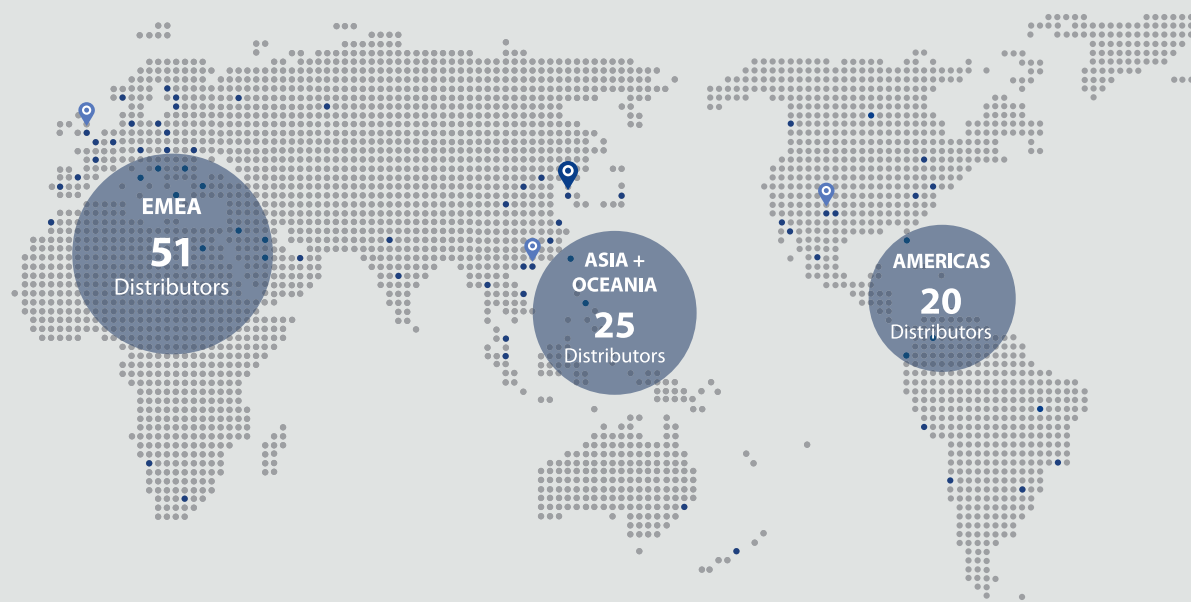 EMEA
51
Distributors
ASIA +
OCEANIA
25
Distributors
AMERICAS
20
Distributors